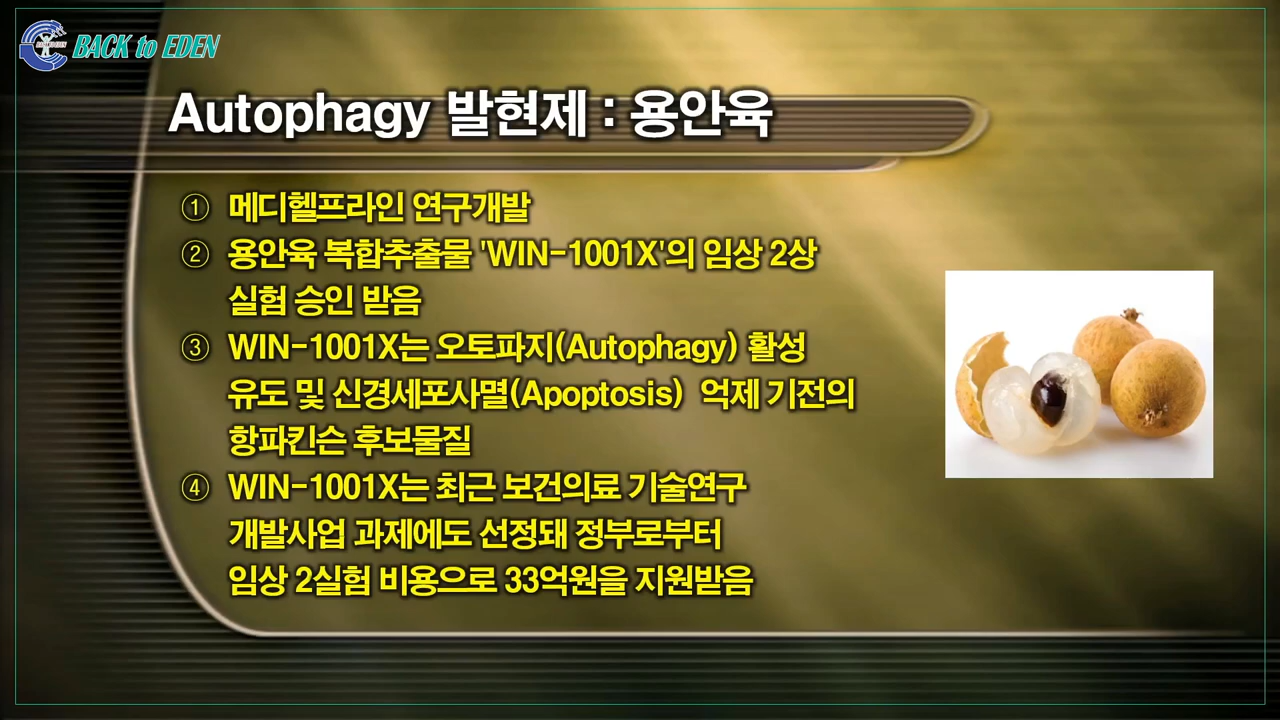 BACK to EDEN
Autophagy 발현제 : 용안육
① 메디헬프라인 연구개발
② 용안육 복합추출물 'WIN-1001X'의 임상 2상
실험 승인 받음
③ WIN-1001X는 오토파지(Autophagy) 활성
유도 및 신경세포사멸(Apoptosis) 억제 기전의
항파킨슨 후보물질
④ WIN-1001X는 최근 보건의료 기술연구
개발사업 과제에도 선정돼 정부로부터
임상 2실험 비용으로 33억원을 지원받음